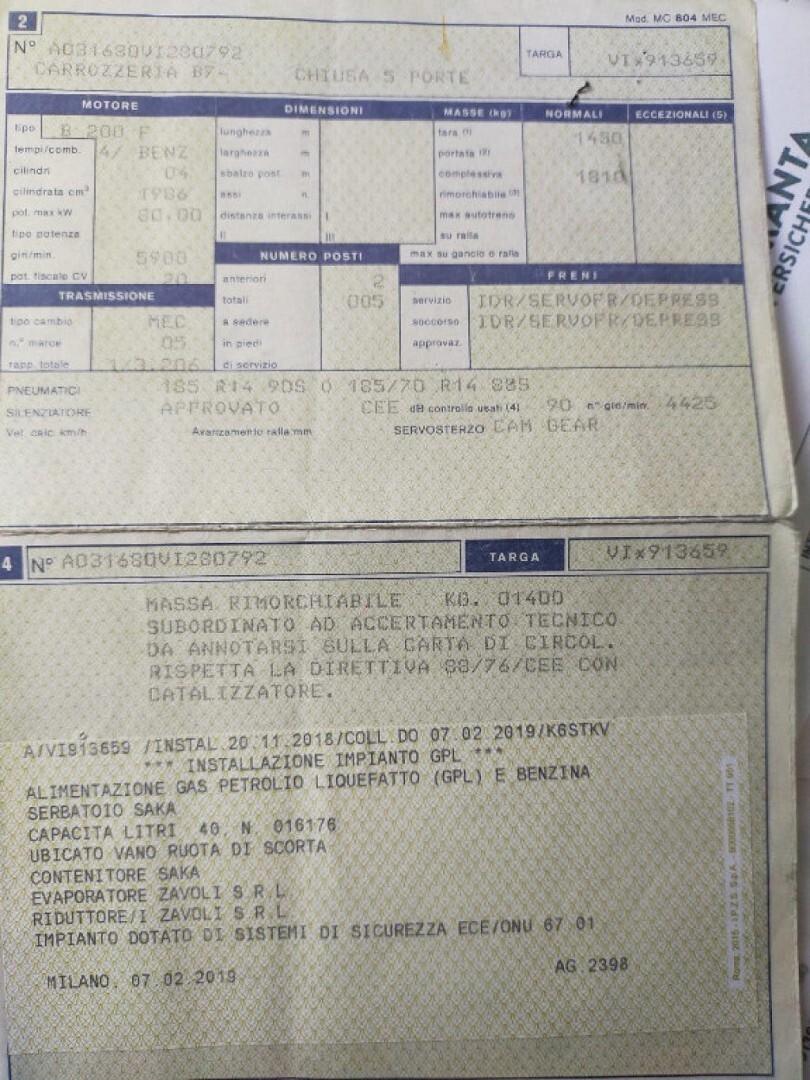 2
Mod. MC 804 MEC
N° A031680VI280792
CARROZZERIA B7- CHIUSA 5 PORTE
TARGA VI*913659
MOTORE
tipo B 200 F
tempi/comb. 4/ BENZ
cilindri 04
cilindrata cm³ 1986
pot. max kW 80.00
tipo potenza
giri/min. 5900
pot. fiscale CV 20
DIMENSIONI
lunghezza m
larghezza m
sbalzo post. m
assi n.
distanza interassi I
II III
MASSE (kg) NORMALI ECCEZIONALI (5)
tara (1) 1450
portata (2)
complessiva 1810
rimorchiabile (3)
max autotreno
su ralla
max su gancio o ralla
NUMERO POSTI
anteriori 2
totali 005
a sedere
in piedi
di servizio
FRENI
servizio IDR/SERVOFR/DEPRESS
soccorso IDR/SERVOFR/DEPRESS
approvaz.
TRASMISSIONE
tipo cambio MEC
n.° marce 05
rapp. totale 1/3.206
PNEUMATICI 185 R14 90S O 185/70 R14 88S
SILENZIATORE APPROVATO CEE dB controllo usati (4) 90 n° giri/min. 4425
Vel. calc. km/h Avanzamento ralla mm SERVOSTERZO CAM GEAR
4
N° A031680VI280792
TARGA VI*913659
MASSA RIMORCHIABILE KG. 01400
SUBORDINATO AD ACCERTAMENTO TECNICO
DA ANNOTARSI SULLA CARTA DI CIRCOL.
RISPETTA LA DIRETTIVA 88/76/CEE CON
CATALIZZATORE.
A/VI913659 /INSTAL.20.11.2018/COLL.DO 07.02 2019/K6STKV
*** INSTALLAZIONE IMPIANTO GPL ***
ALIMENTAZIONE GAS PETROLIO LIQUEFATTO (GPL) E BENZINA
SERBATOIO SAKA
CAPACITA LITRI 40. N. 016176
UBICATO VANO RUOTA DI SCORTA
CONTENITORE SAKA
EVAPORATORE ZAVOLI S R.L.
RIDUTTORE/I ZAVOLI S R.L
IMPIANTO DOTATO DI SISTEMI DI SICUREZZA ECE/ONU 67 01
MILANO, 07.02.2019
AG 2398